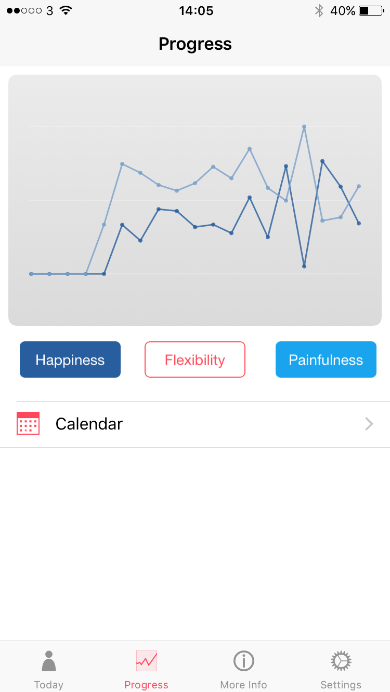 3 14:05 40%
Progress
Happiness Flexibility Painfulness
Calendar
Today Progress More Info Settings